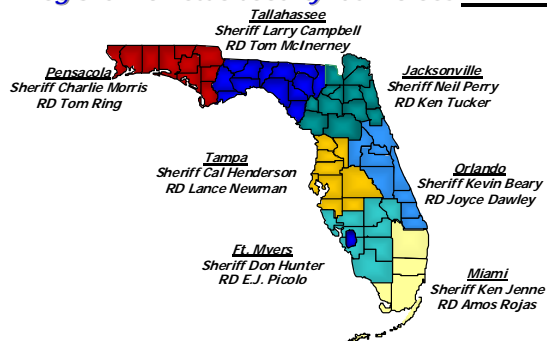 Tallahassee
Sheriff Larry Campbell
RD Tom McInerney
Pensacola
Sheriff Charlie Morris
RD Tom Ring
Jacksonville
Sheriff Neil Perry
RD Ken Tucker
Tampa
Sheriff Cal Henderson
RD Lance Newman
Orlando
Sheriff Kevin Beary
RD Joyce Dawley
Ft. Myers
Sheriff Don Hunter
RD E.J. Picolo
Miami
Sheriff Ken Jenne
RD Amos Rojas